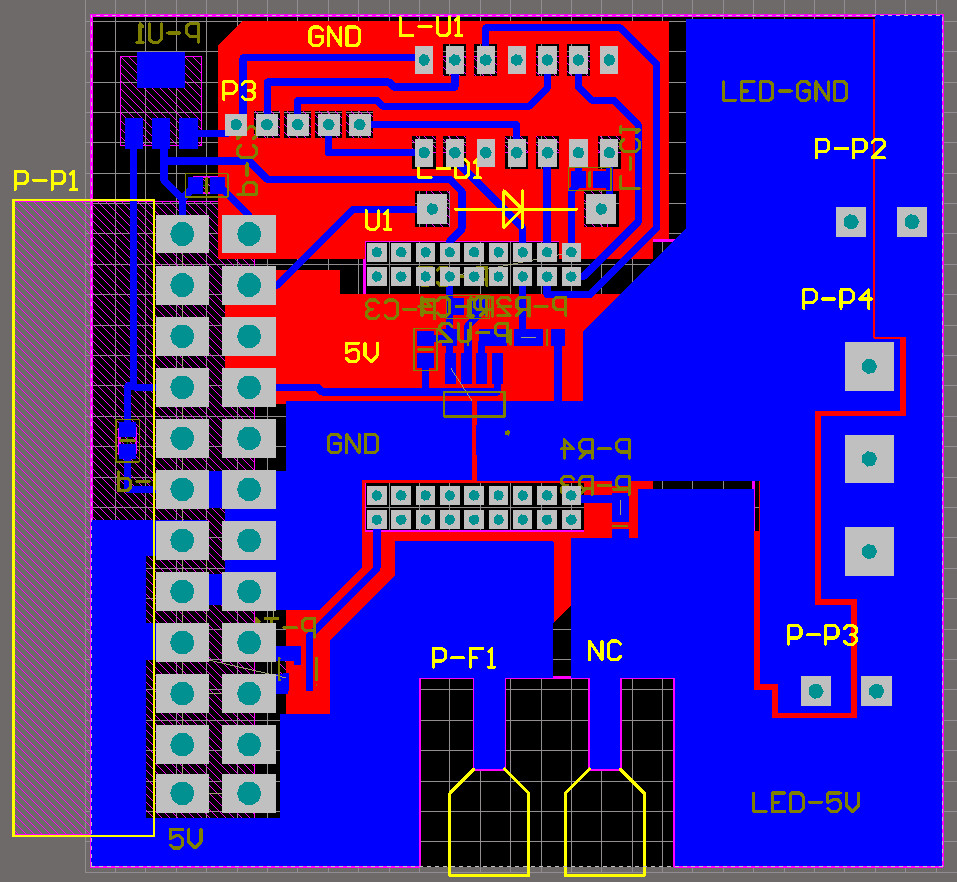 P-U1
GND
L-U1
P3
LED-GND
P-P2
L-C1
P-C
L-D1
P-P1
U1
P-P4
P-C3
P-C4
P-R2
P-U2
5V
GND
P-R4
P-R3
P-F1
NC
P-P3
LED-5V
5V